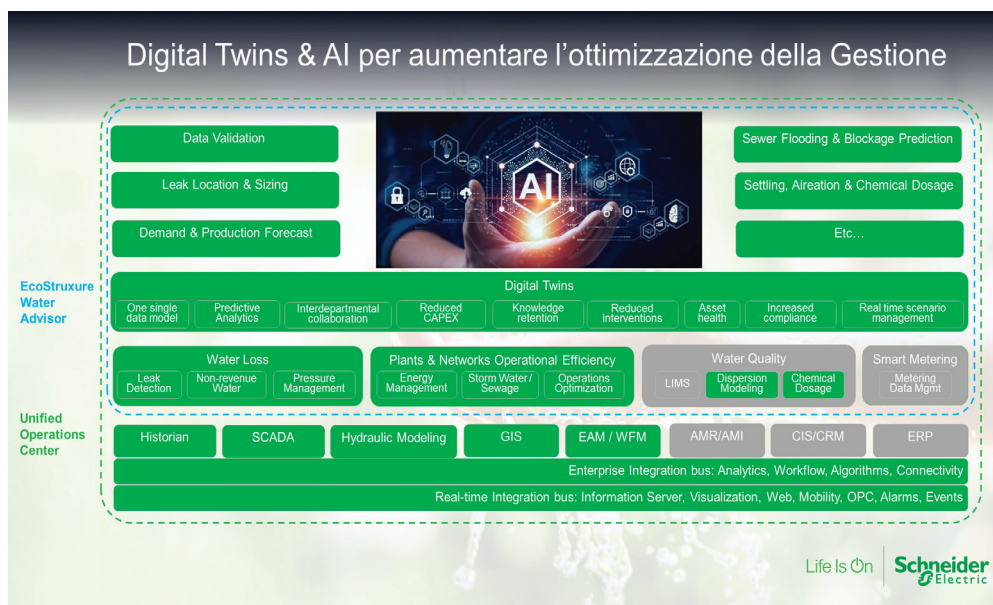 Digital Twins & AI per aumentare l’ottimizzazione della Gestione
Data Validation
Leak Location & Sizing
Demand & Production Forecast
AI
Sewer Flooding & Blockage Prediction
Settling, Aireation & Chemical Dosage
Etc…
EcoStruxure
Water
Advisor
Digital Twins
One single
data model
Predictive
Analytics
Interdepartmental
collaboration
Reduced
CAPEX
Knowledge
retention
Reduced
interventions
Asset
health
Increased
compliance
Real time scenario
management
Water Loss
Leak
Detection
Non-revenue
Water
Pressure
Management
Plants & Networks Operational Efficiency
Energy
Management
Storm Water /
Sewage
Operations
Optimization
Water Quality
LIMS
Dispersion
Modeling
Chemical
Dosage
Smart Metering
Metering
Data Mgmt
Unified
Operations
Center
Historian
SCADA
Hydraulic Modeling
GIS
EAM / WFM
AMR/AMI
CIS/CRM
ERP
Enterprise Integration bus: Analytics, Workflow, Algorithms, Connectivity
Real-time Integration bus: Information Server, Visualization, Web, Mobility, OPC, Alarms, Events
Life Is On
Schneider
Electric